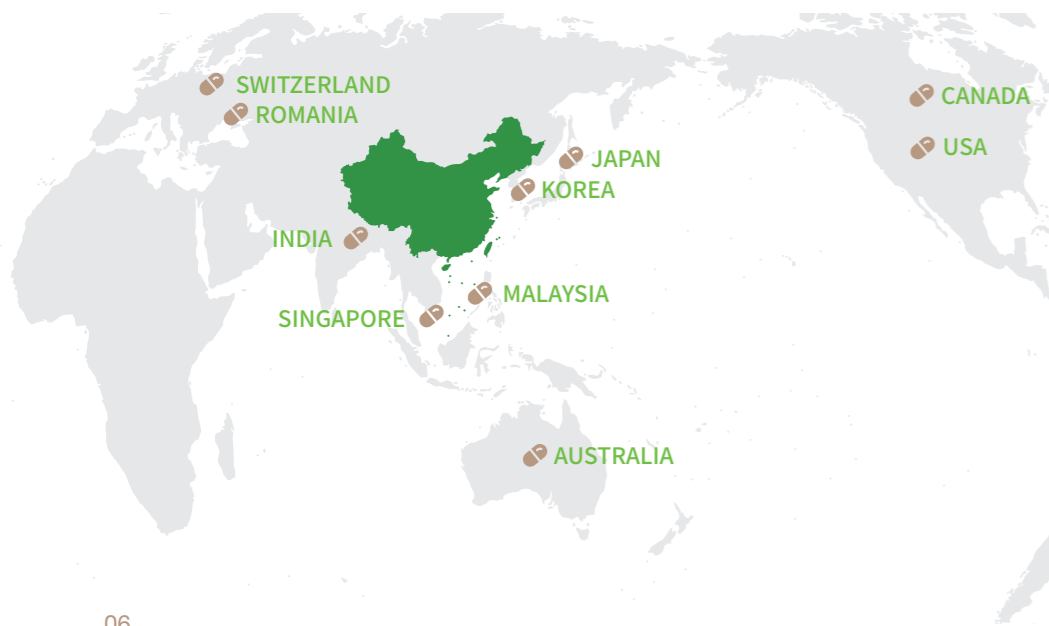 SWITZERLAND
CANADA
ROMANIA
USA
JAPAN
KOREA
INDIA
MALAYSIA
SINGAPORE
AUSTRALIA
06